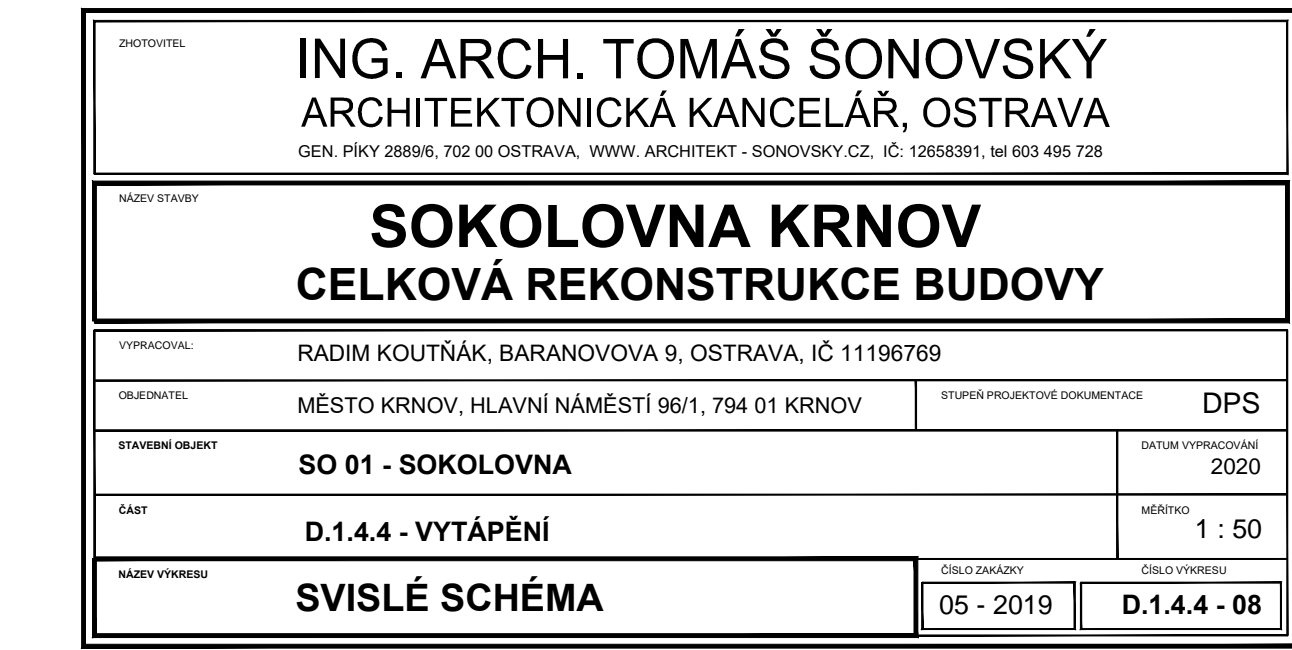 ZHOTOVITEL
ING. ARCH. TOMÁŠ ŠONOVSKÝ
ARCHITEKTONICKÁ KANCELÁŘ, OSTRAVA
GEN. PÍKY 2889/6, 702 00 OSTRAVA, WWW. ARCHITEKT - SONOVSKY.CZ, IČ: 12658391, tel 603 495 728
NÁZEV STAVBY
SOKOLOVNA KRNOV
CELKOVÁ REKONSTRUKCE BUDOVY
VYPRACOVAL:
RADIM KOUTŇÁK, BARANOVOVA 9, OSTRAVA, IČ 11196769
OBJEDNATEL
MĚSTO KRNOV, HLAVNÍ NÁMĚSTÍ 96/1, 794 01 KRNOV
STUPEŇ PROJEKTOVÉ DOKUMENTACE
DPS
STAVEBNÍ OBJEKT
SO 01 - SOKOLOVNA
DATUM VYPRACOVÁNÍ
2020
ČÁST
D.1.4.4 - VYTÁPĚNÍ
MĚŘÍTKO
1 : 50
NÁZEV VÝKRESU
SVISLÉ SCHÉMA
ČÍSLO ZAKÁZKY
05 - 2019
ČÍSLO VÝKRESU
D.1.4.4 - 08